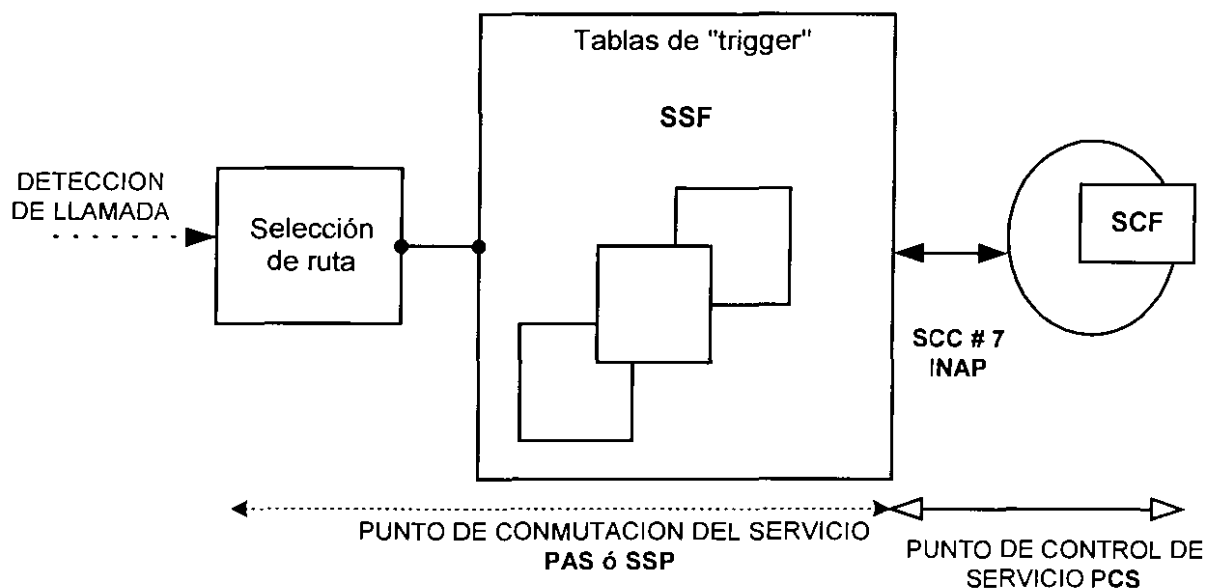 Tablas de "trigger"
SSF
DETECCION
DE LLAMADA
Selección
de ruta
SCF
SCC # 7
INAP
PUNTO DE CONMUTACION DEL SERVICIO
PAS ó SSP
PUNTO DE CONTROL DE
SERVICIO PCS